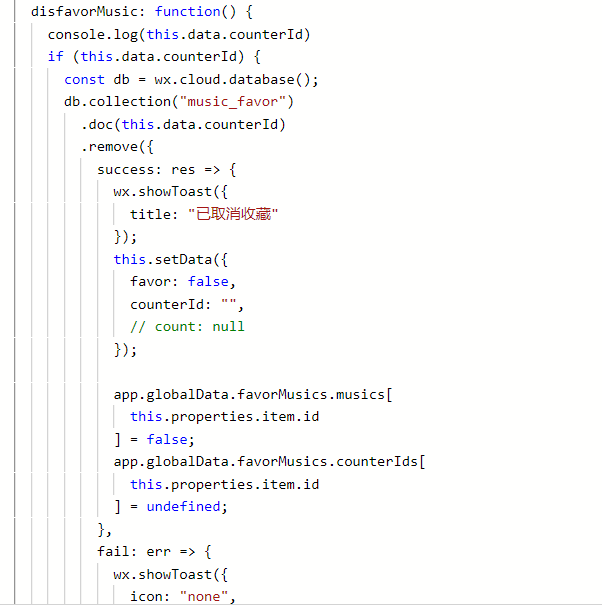 disfavorMusic: function() {
console.log(this.data.counterId)
if (this.data.counterId) {
const db = wx.cloud.database();
db.collection("music_favor")
.doc(this.data.counterId)
.remove({
success: res => {
wx.showToast({
title: "已取消收藏"
});
this.setData({
favor: false,
counterId: "",
// count: null
});
app.globalData.favorMusics.musics[
this.properties.item.id
] = false;
app.globalData.favorMusics.counterIds[
this.properties.item.id
] = undefined;
},
fail: err => {
wx.showToast({
icon: "none",